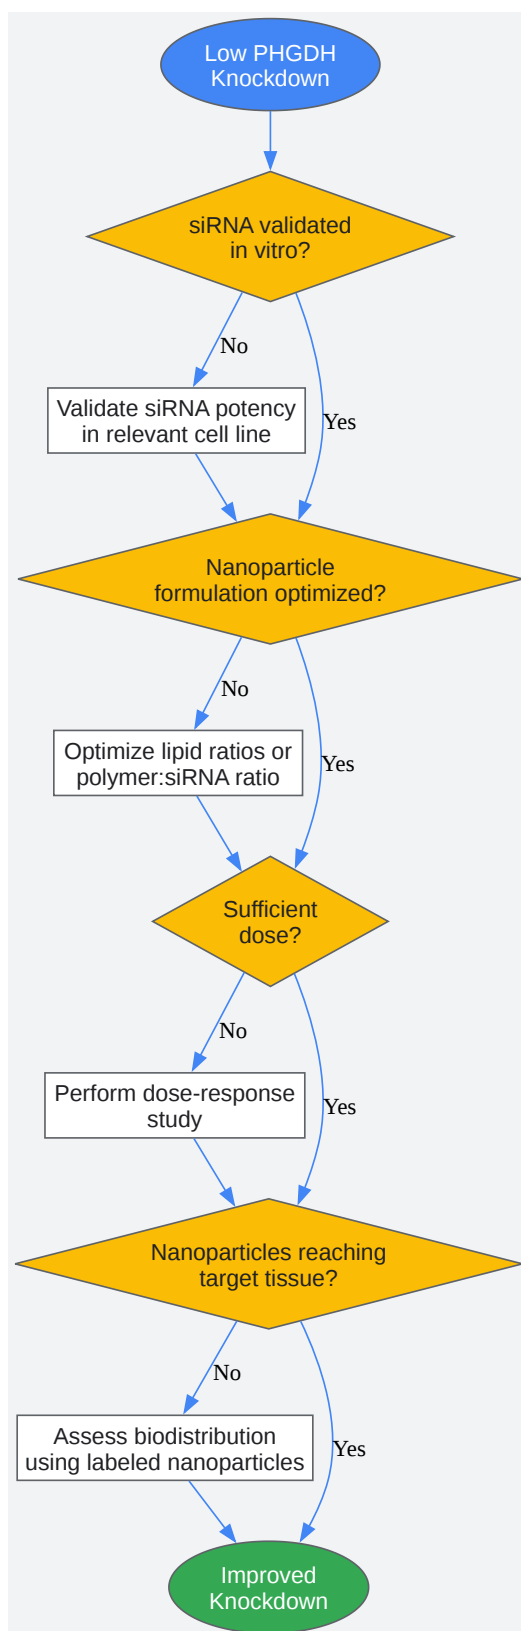 Low PHGDH
Knockdown
siRNA validated
in vitro?
No
Validate siRNA potency
in relevant cell line
Yes
Nanoparticle
formulation optimized?
No
Optimize lipid ratios or
polymer:siRNA ratio
Yes
Sufficient
dose?
No
Perform dose-response
study
Yes
Nanoparticles reaching
target tissue?
No
Assess biodistribution
using labeled nanoparticles
Yes
Improved
Knockdown